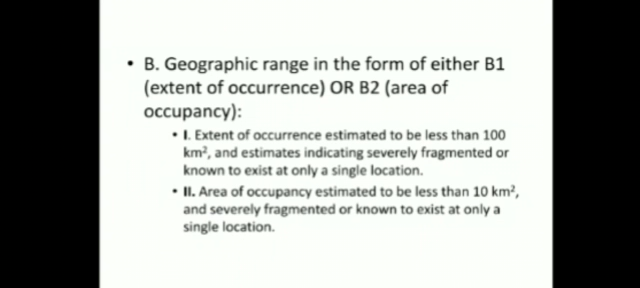 • B. Geographic range in the form of either B1
(extent of occurrence) OR B2 (area of
occupancy):
• I. Extent of occurrence estimated to be less than 100
km², and estimates indicating severely fragmented or
known to exist at only a single location.
• II. Area of occupancy estimated to be less than 10 km²,
and severely fragmented or known to exist at only a
single location.